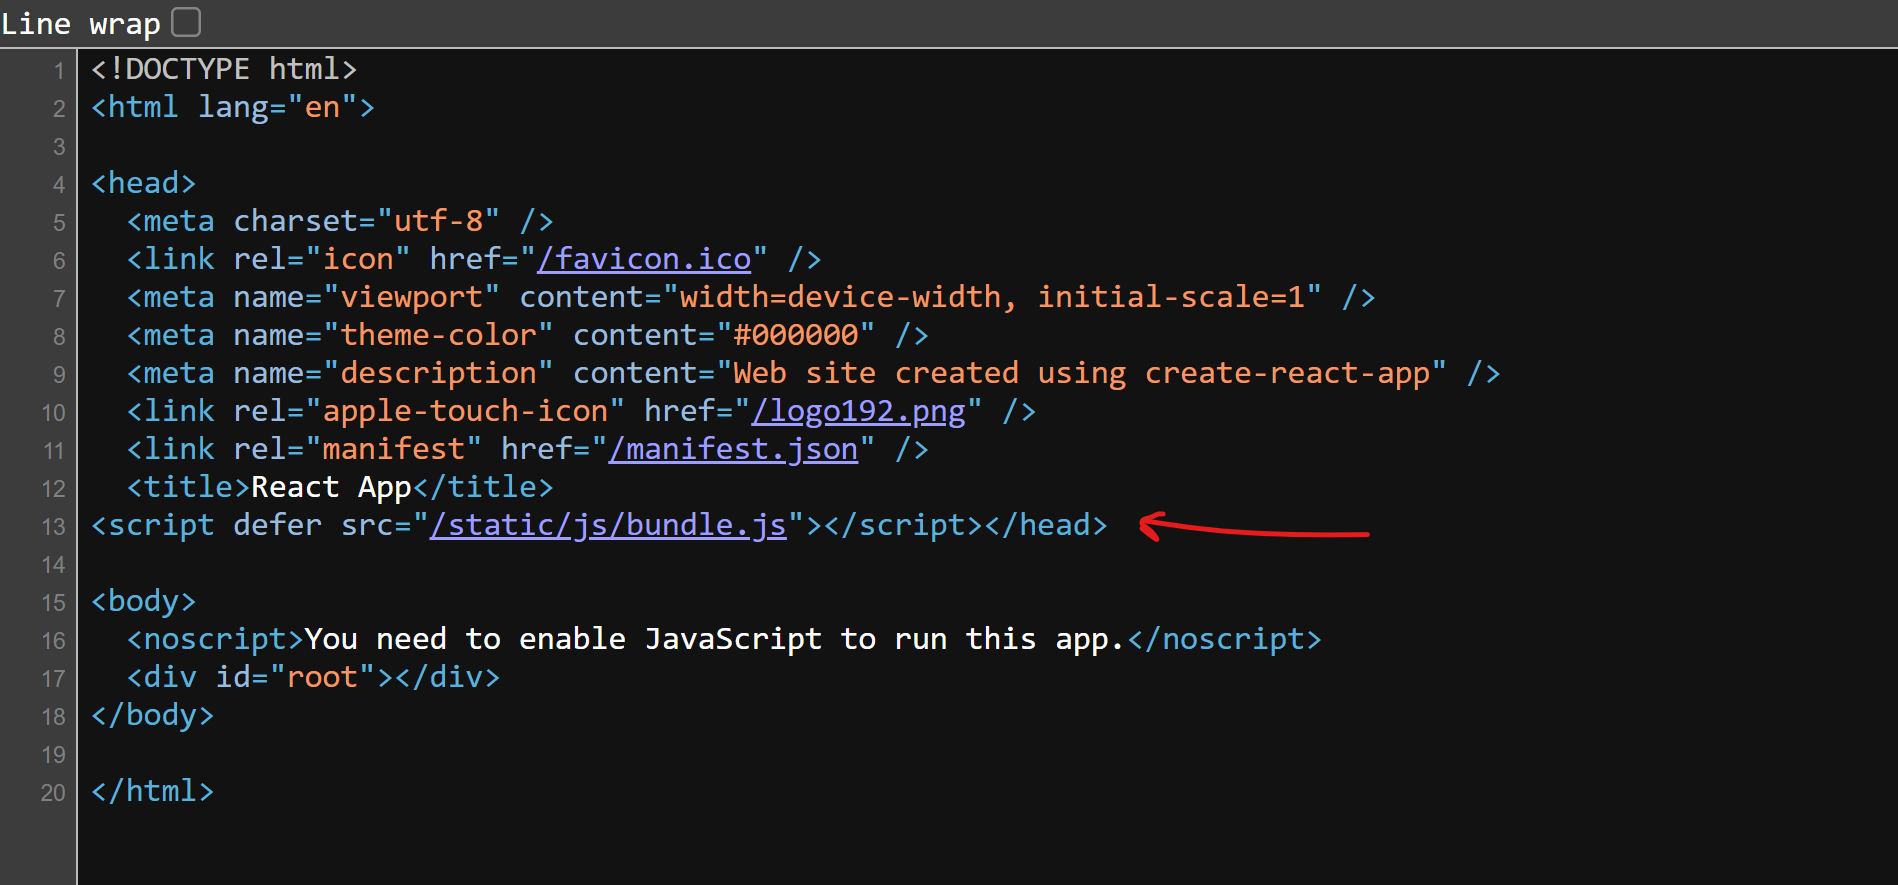 Line wrap
1 <!DOCTYPE html>
2 <html lang="en">
3
4 <head>
5   <meta charset="utf-8" />
6   <link rel="icon" href="/favicon.ico" />
7   <meta name="viewport" content="width=device-width, initial-scale=1" />
8   <meta name="theme-color" content="#000000" />
9   <meta name="description" content="Web site created using create-react-app" />
10   <link rel="apple-touch-icon" href="/logo192.png" />
11   <link rel="manifest" href="/manifest.json" />
12   <title>React App</title>
13 <script defer src="/static/js/bundle.js"></script></head>
14
15 <body>
16   <noscript>You need to enable JavaScript to run this app.</noscript>
17   <div id="root"></div>
18 </body>
19
20 </html>